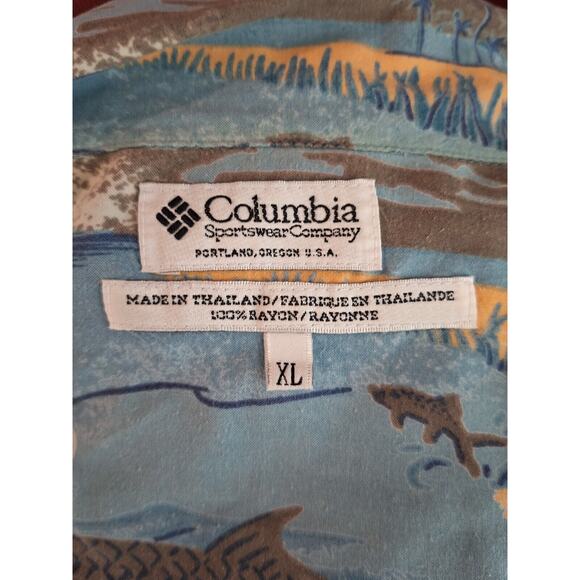 Columbia
Sportswear Company
PORTLAND, OREGON U.S.A.
MADE IN THAILAND/FABRIQUE EN THAILANDE
100% RAYON/RAYONNE
XL